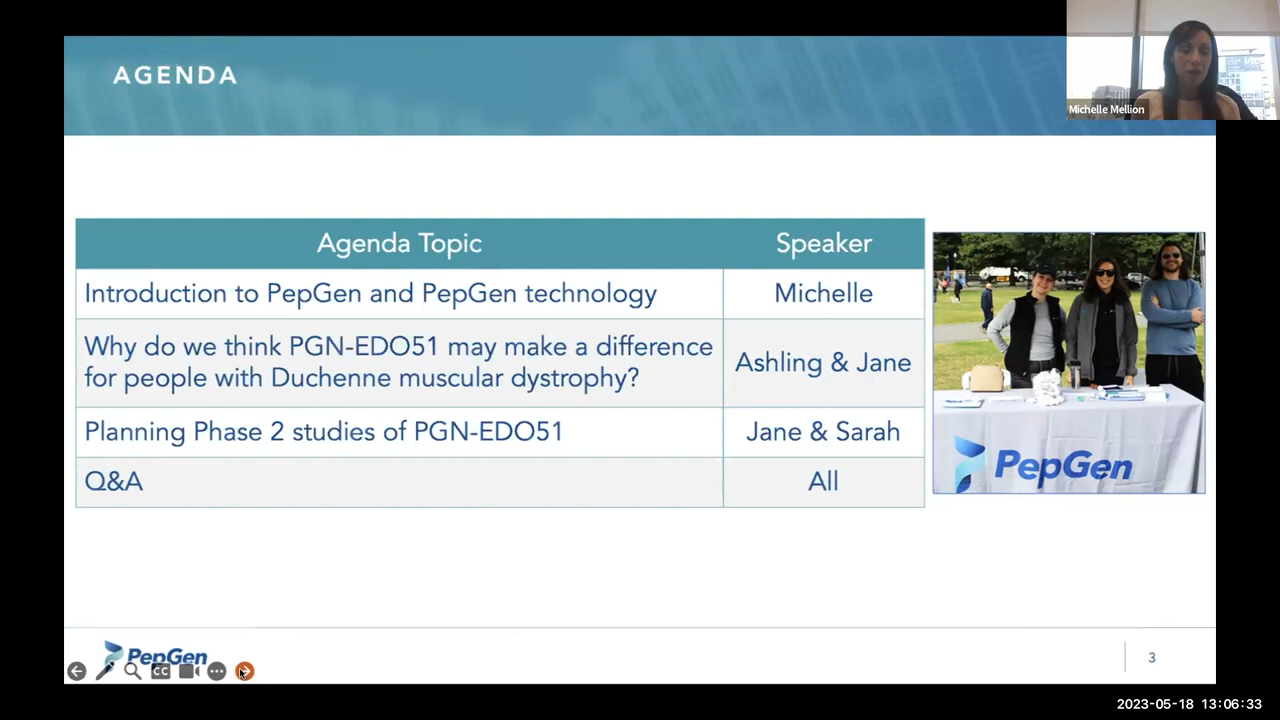 AGENDA
Michelle Mellion
Agenda Topic
Speaker
Introduction to PepGen and PepGen technology
Michelle
Why do we think PGN-EDO51 may make a difference
for people with Duchenne muscular dystrophy?
Ashling & Jane
Planning Phase 2 studies of PGN-EDO51
Jane & Sarah
Q&A
All
PepGen
PepGen
CC
3
2023-05-18 13:06:33